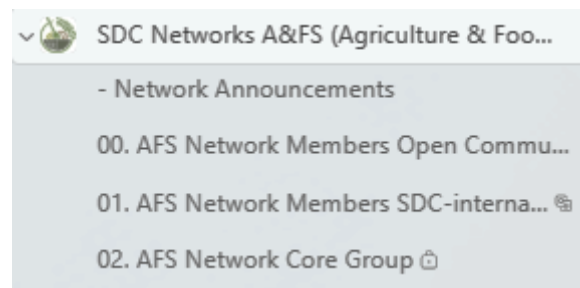 SDC Networks A&FS (Agriculture & Foo...
- Network Announcements
00. AFS Network Members Open Commu...
01. AFS Network Members SDC-interna...
02. AFS Network Core Group